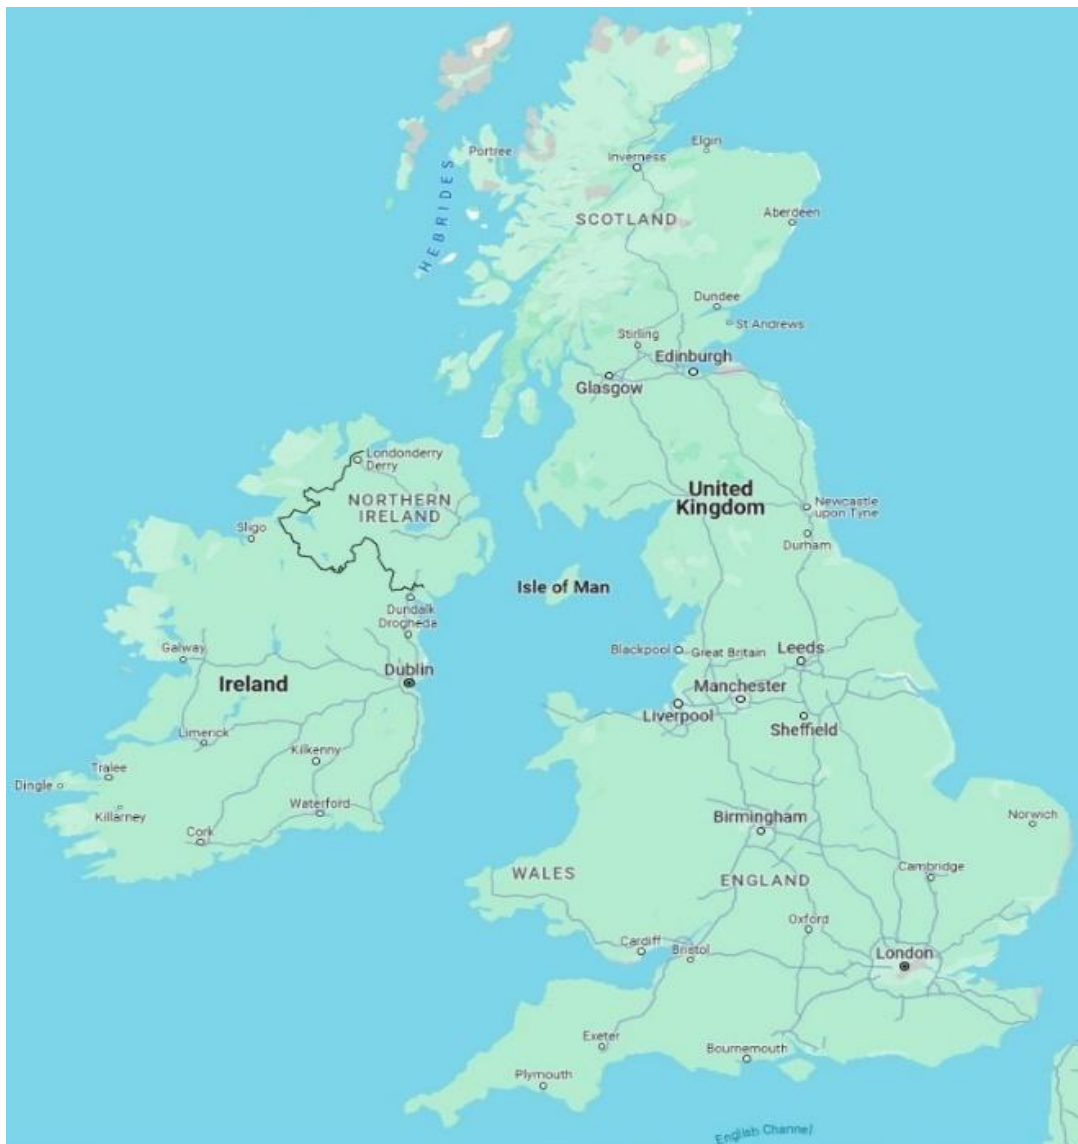 Portree
HEBRIDES
Inverness
Elgin
SCOTLAND
Aberdeen
Dundee
St Andrews
Stirling
Edinburgh
Glasgow
Londonderry
Derry
NORTHERN
IRELAND
United
Kingdom
Newcastle
upon Tyne
Sligo
Durham
Isle of Man
Dundalk
Drogheda
Galway
Blackpool
Great Britain
Leeds
Dublin
Ireland
Manchester
Liverpool
Sheffield
Limerick
Kilkenny
Tralee
Dingle
Killarney
Waterford
Cork
Birmingham
Norwich
WALES
ENGLAND
Cambridge
Oxford
Cardiff
Bristol
London
Exeter
Bournemouth
Plymouth
English Channel